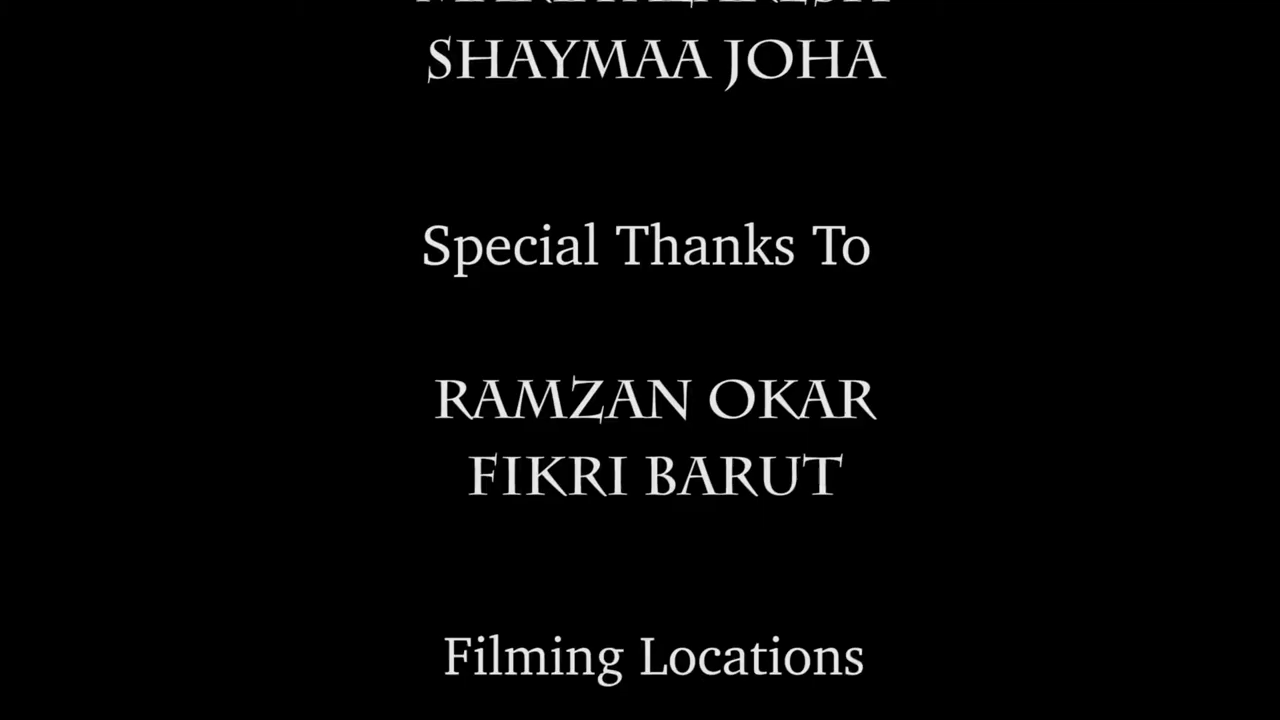 SHAYMAA JOHA
Special Thanks To
RAMZAN OKAR
FIKRI BARUT
Filming Locations